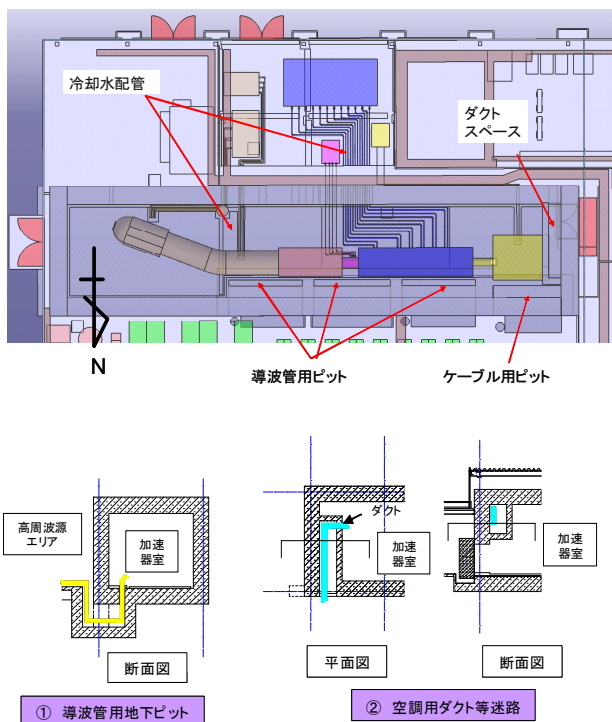 冷却水配管
ダクト
スペース
N
導波管用ピット
ケーブル用ピット
高周波源
エリア
加速
器室
断面図
① 導波管用地下ピット
ダクト
加速
器室
平面図
加速
器室
断面図
② 空調用ダクト等迷路